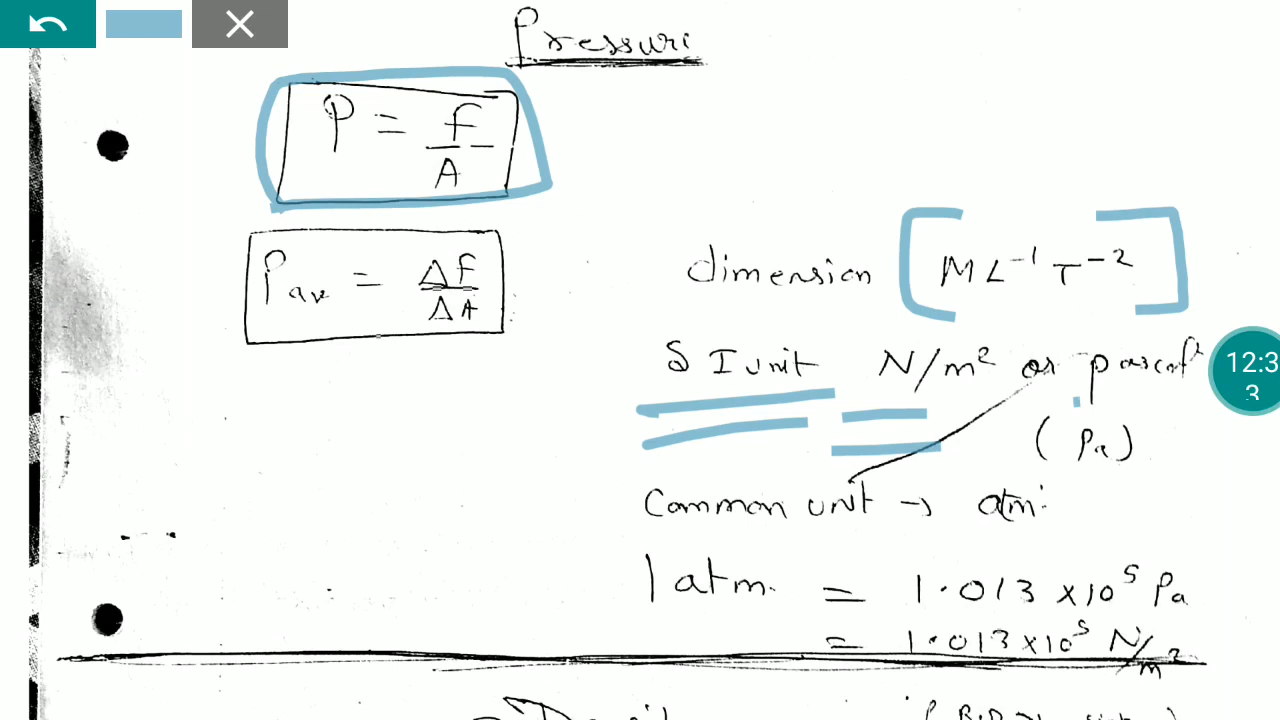 Pressure
P = f/A
Pav = Δf/ΔA
dimension [ML⁻¹T⁻²]
SI unit N/m² or pascal
(Pa)
Common unit → atm.
1 atm. = 1.013 × 10⁵ Pa
= 1.013 × 10⁵ N/m²
12:33